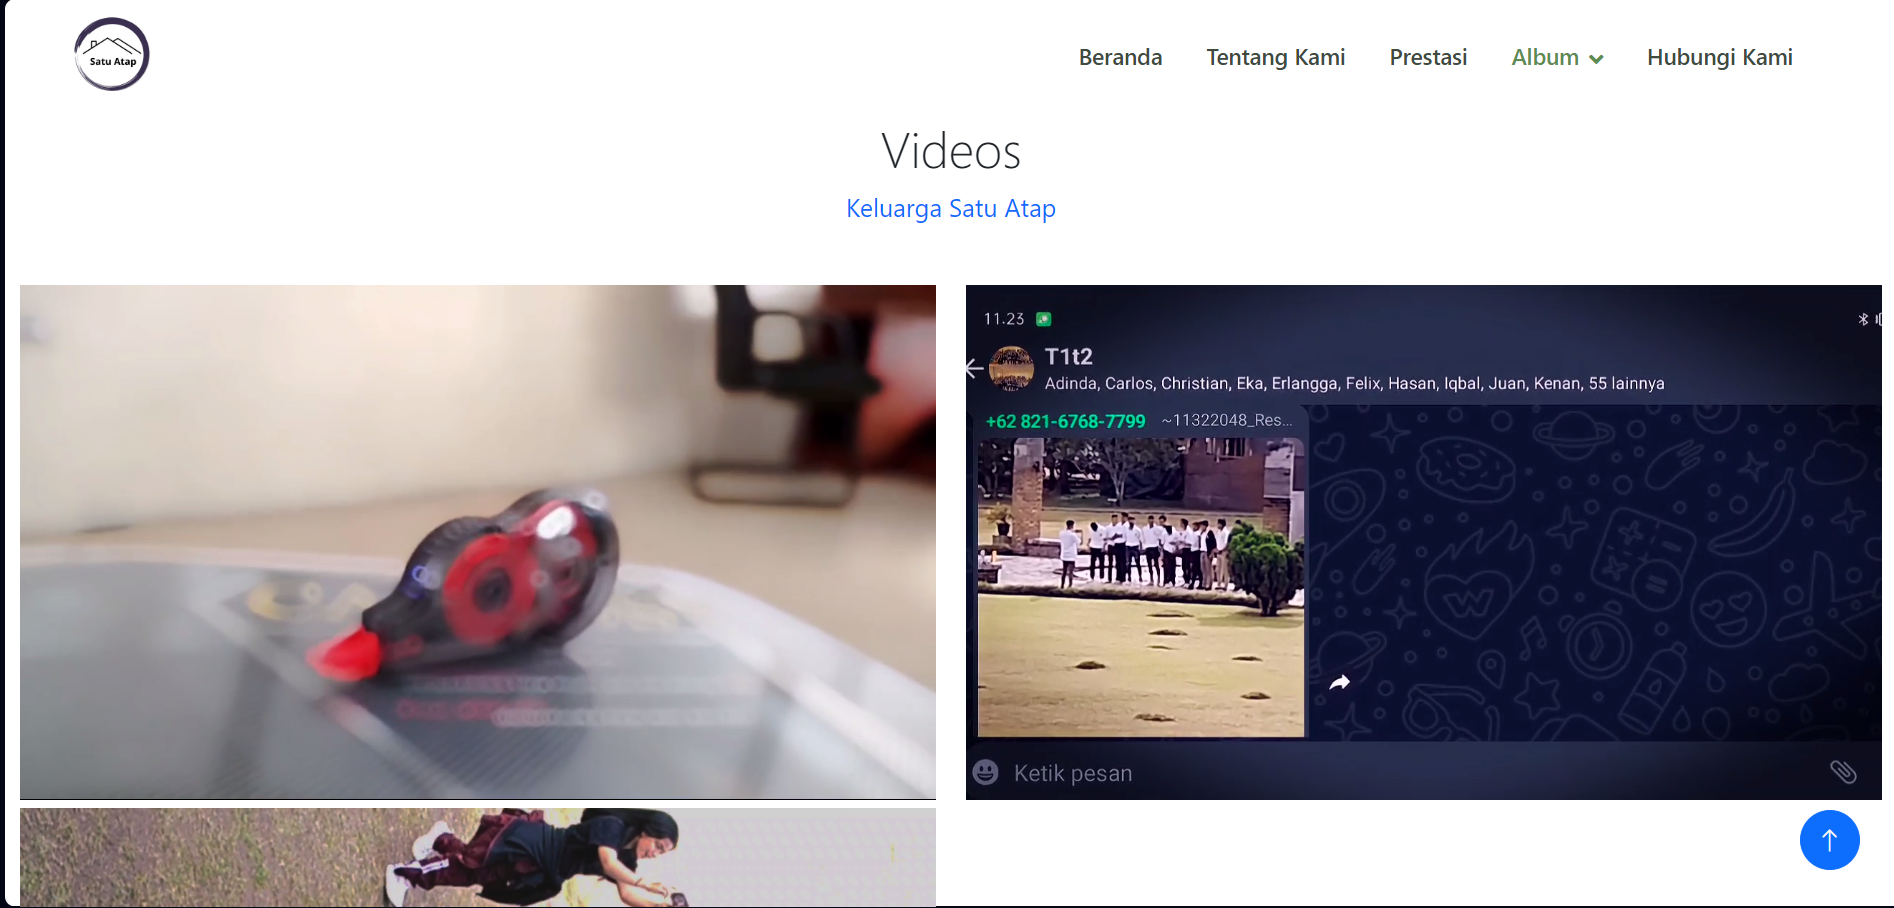 Satu Atap
Beranda
Tentang Kami
Prestasi
Album
Hubungi Kami
Videos
Keluarga Satu Atap
11.23
T1t2
Adinda, Carlos, Christian, Eka, Erlangga, Felix, Hasan, Iqbal, Juan, Kenan, 55 lainnya
+62 821-6768-7799 ~11322048_Res...
Ketik pesan